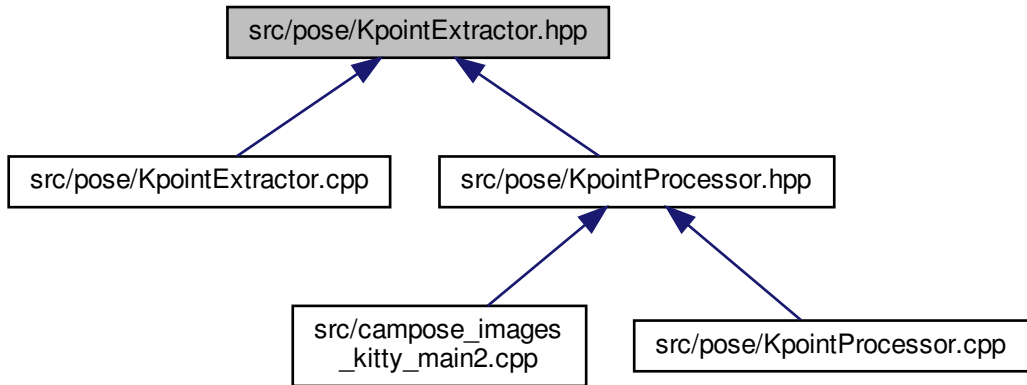 src/pose/KpointExtractor.hpp
src/pose/KpointExtractor.cpp
src/pose/KpointProcessor.hpp
src/campose_images
_kitty_main2.cpp
src/pose/KpointProcessor.cpp